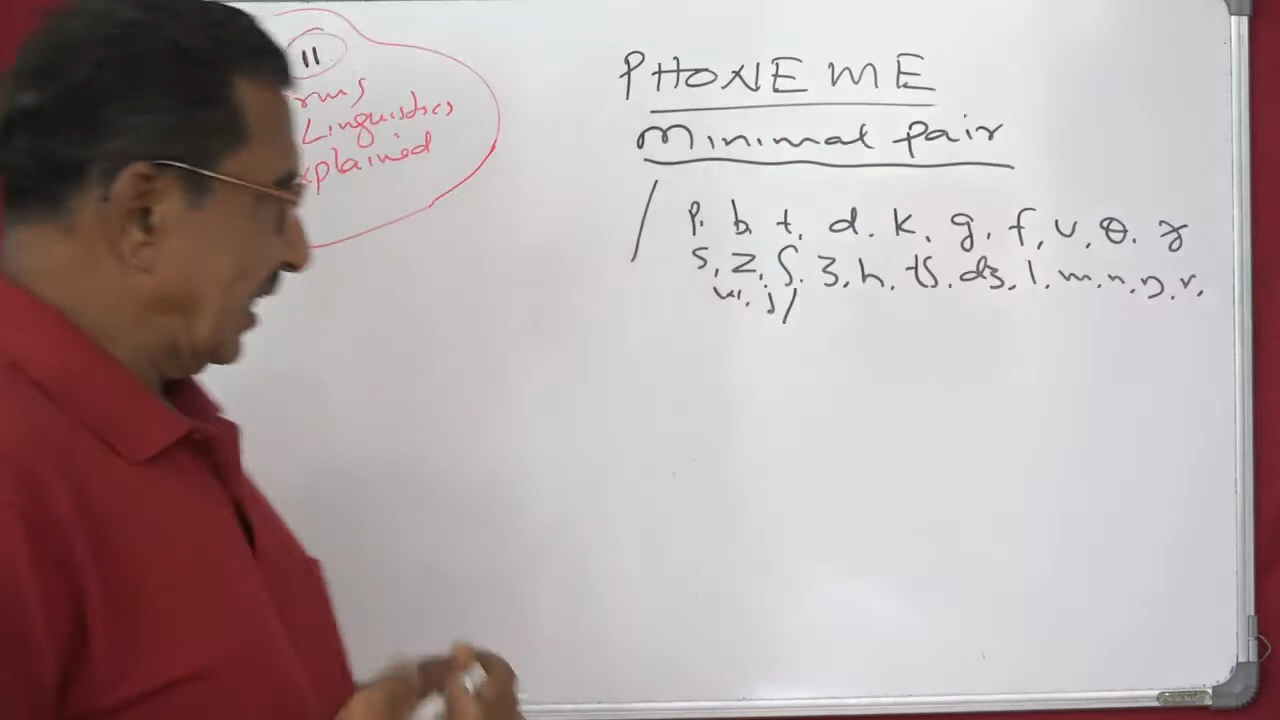 11
rms
Linguistics
xplained
PHONEME
Minimal pair
/ p. b. t. d. k. g. f. v. θ. ð
s. z. ʃ. ʒ. h. tʃ. dʒ. l. m. n. ŋ. r.
w. j /